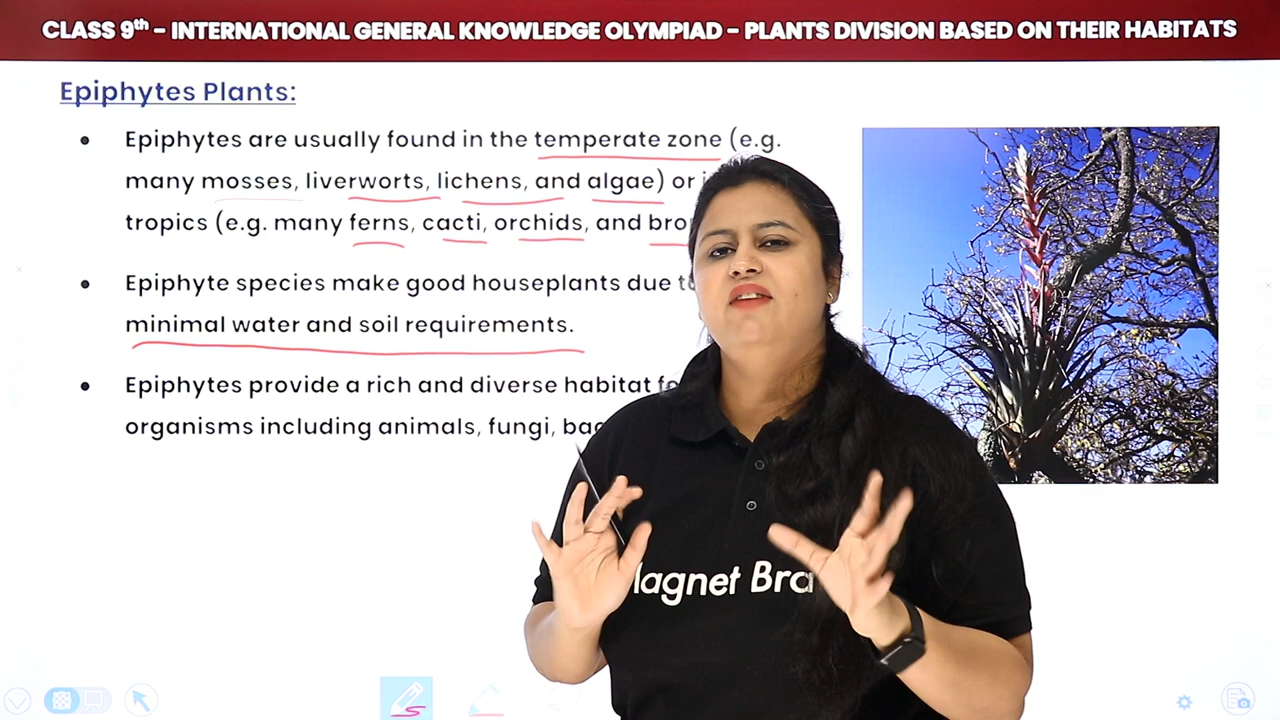 CLASS 9th – INTERNATIONAL GENERAL KNOWLEDGE OLYMPIAD – PLANTS DIVISION BASED ON THEIR HABITATS
Epiphytes Plants:
• Epiphytes are usually found in the temperate zone (e.g.
many mosses, liverworts, lichens, and algae) or
tropics (e.g. many ferns, cacti, orchids, and
• Epiphyte species make good houseplants due
minimal water and soil requirements.
• Epiphytes provide a rich and diverse habitat
organisms including animals, fungi,
agnet Bra